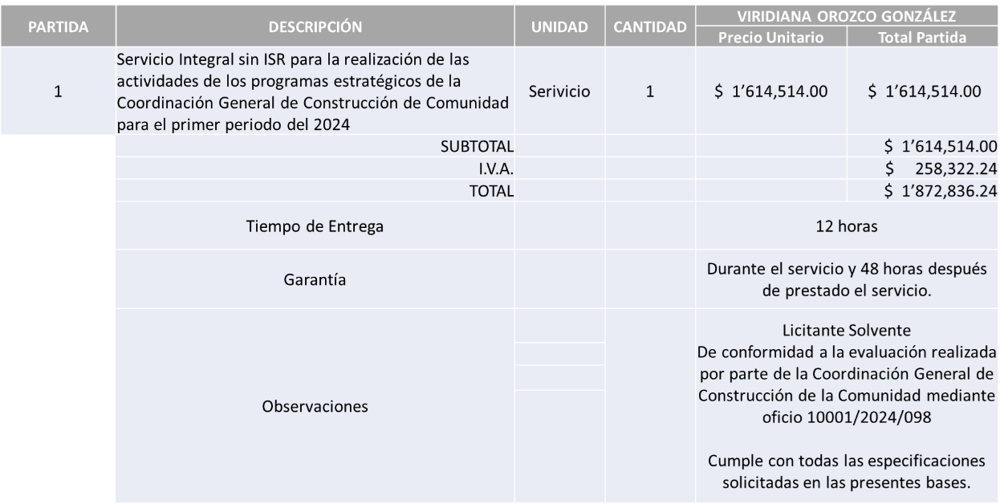 PARTIDA DESCRIPCIÓN UNIDAD CANTIDAD VIRIDIANA OROZCO GONZÁLEZ
Precio Unitario Total Partida
1 Servicio Integral sin ISR para la realización de las
actividades de los programas estratégicos de la
Coordinación General de Construcción de Comunidad
para el primer periodo del 2024 Serivicio 1 $ 1’614,514.00 $ 1’614,514.00
SUBTOTAL $ 1’614,514.00
I.V.A. $ 258,322.24
TOTAL $ 1’872,836.24
Tiempo de Entrega 12 horas
Garantía Durante el servicio y 48 horas después
de prestado el servicio.
Observaciones Licitante Solvente
De conformidad a la evaluación realizada
por parte de la Coordinación General de
Construcción de la Comunidad mediante
oficio 10001/2024/098
Cumple con todas las especificaciones
solicitadas en las presentes bases.